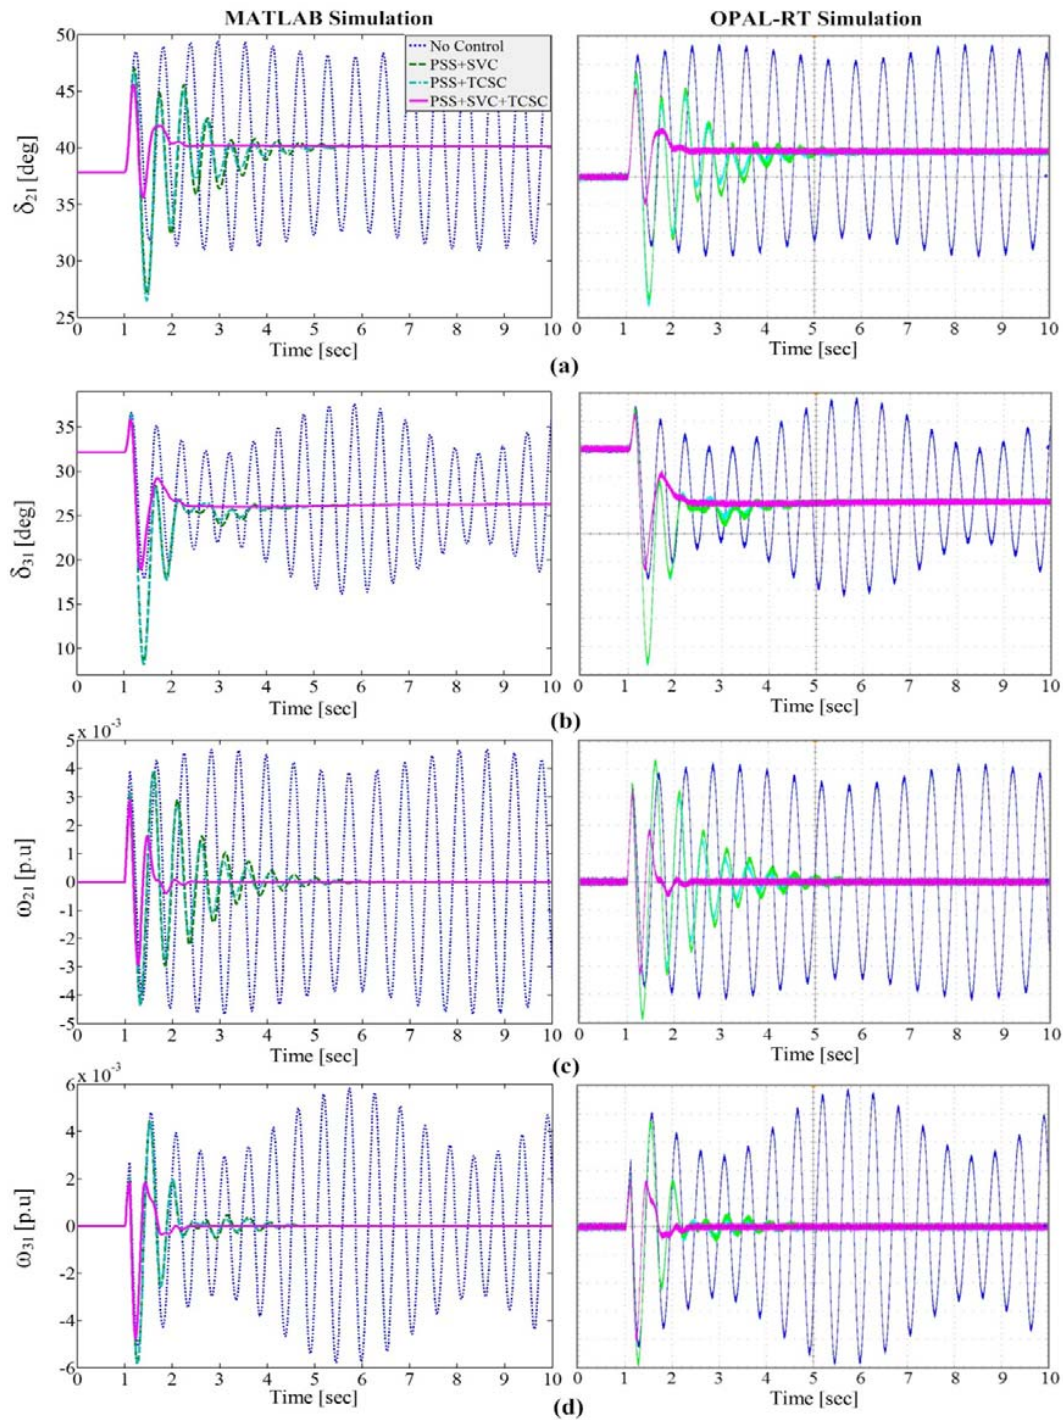 MATLAB Simulation
OPAL-RT Simulation
No Control
PSS+SVC
PSS+TCSC
PSS+SVC+TCSC
δ21 [deg]
50
45
40
35
30
25
0 1 2 3 4 5 6 7 8 9 10
Time [sec]
0 1 2 3 4 5 6 7 8 9 10
Time [sec]
(a)
δ31 [deg]
35
30
25
20
15
10
0 1 2 3 4 5 6 7 8 9 10
Time [sec]
0 1 2 3 4 5 6 7 8 9 10
Time [sec]
(b)
x 10-3
ω21 [p.u]
5
4
3
2
1
0
-1
-2
-3
-4
-5
0 1 2 3 4 5 6 7 8 9 10
Time [sec]
0 1 2 3 4 5 6 7 8 9 10
Time [sec]
(c)
x 10-3
ω31 [p.u]
6
4
2
0
-2
-4
-6
0 1 2 3 4 5 6 7 8 9 10
Time [sec]
0 1 2 3 4 5 6 7 8 9 10
Time [sec]
(d)